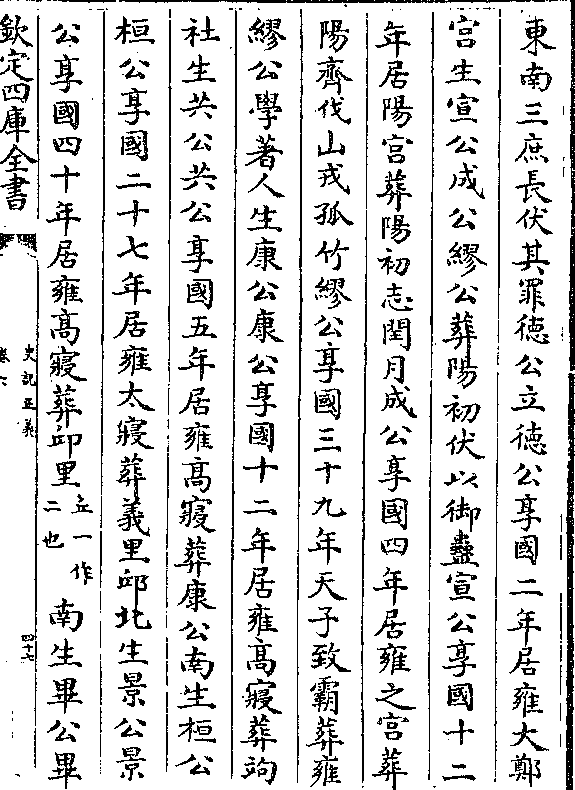 東南三庶長伏其罪徳公立徳公享國二年居雍大鄭
宫生宣公成公繆公葬陽初伏以御蠱宣公享國十二
年居陽宫葬陽初志閏月成公享國四年居雍之宫葬
陽齊伐山戎孤竹繆公享國三十九年天子致霸葬雍
繆公學著人生康公康公享國十二年居雍髙寢葬竘
社生共公共公享國五年居雍髙寢葬康公南生桓公
桓公享國二十七年居雍太寢葬義里邱北生景公景
公享國四十年居雍髙寢葬邱里丘一作二也南生畢公畢
欽定四庫全書
史記正義
卷六
四十七